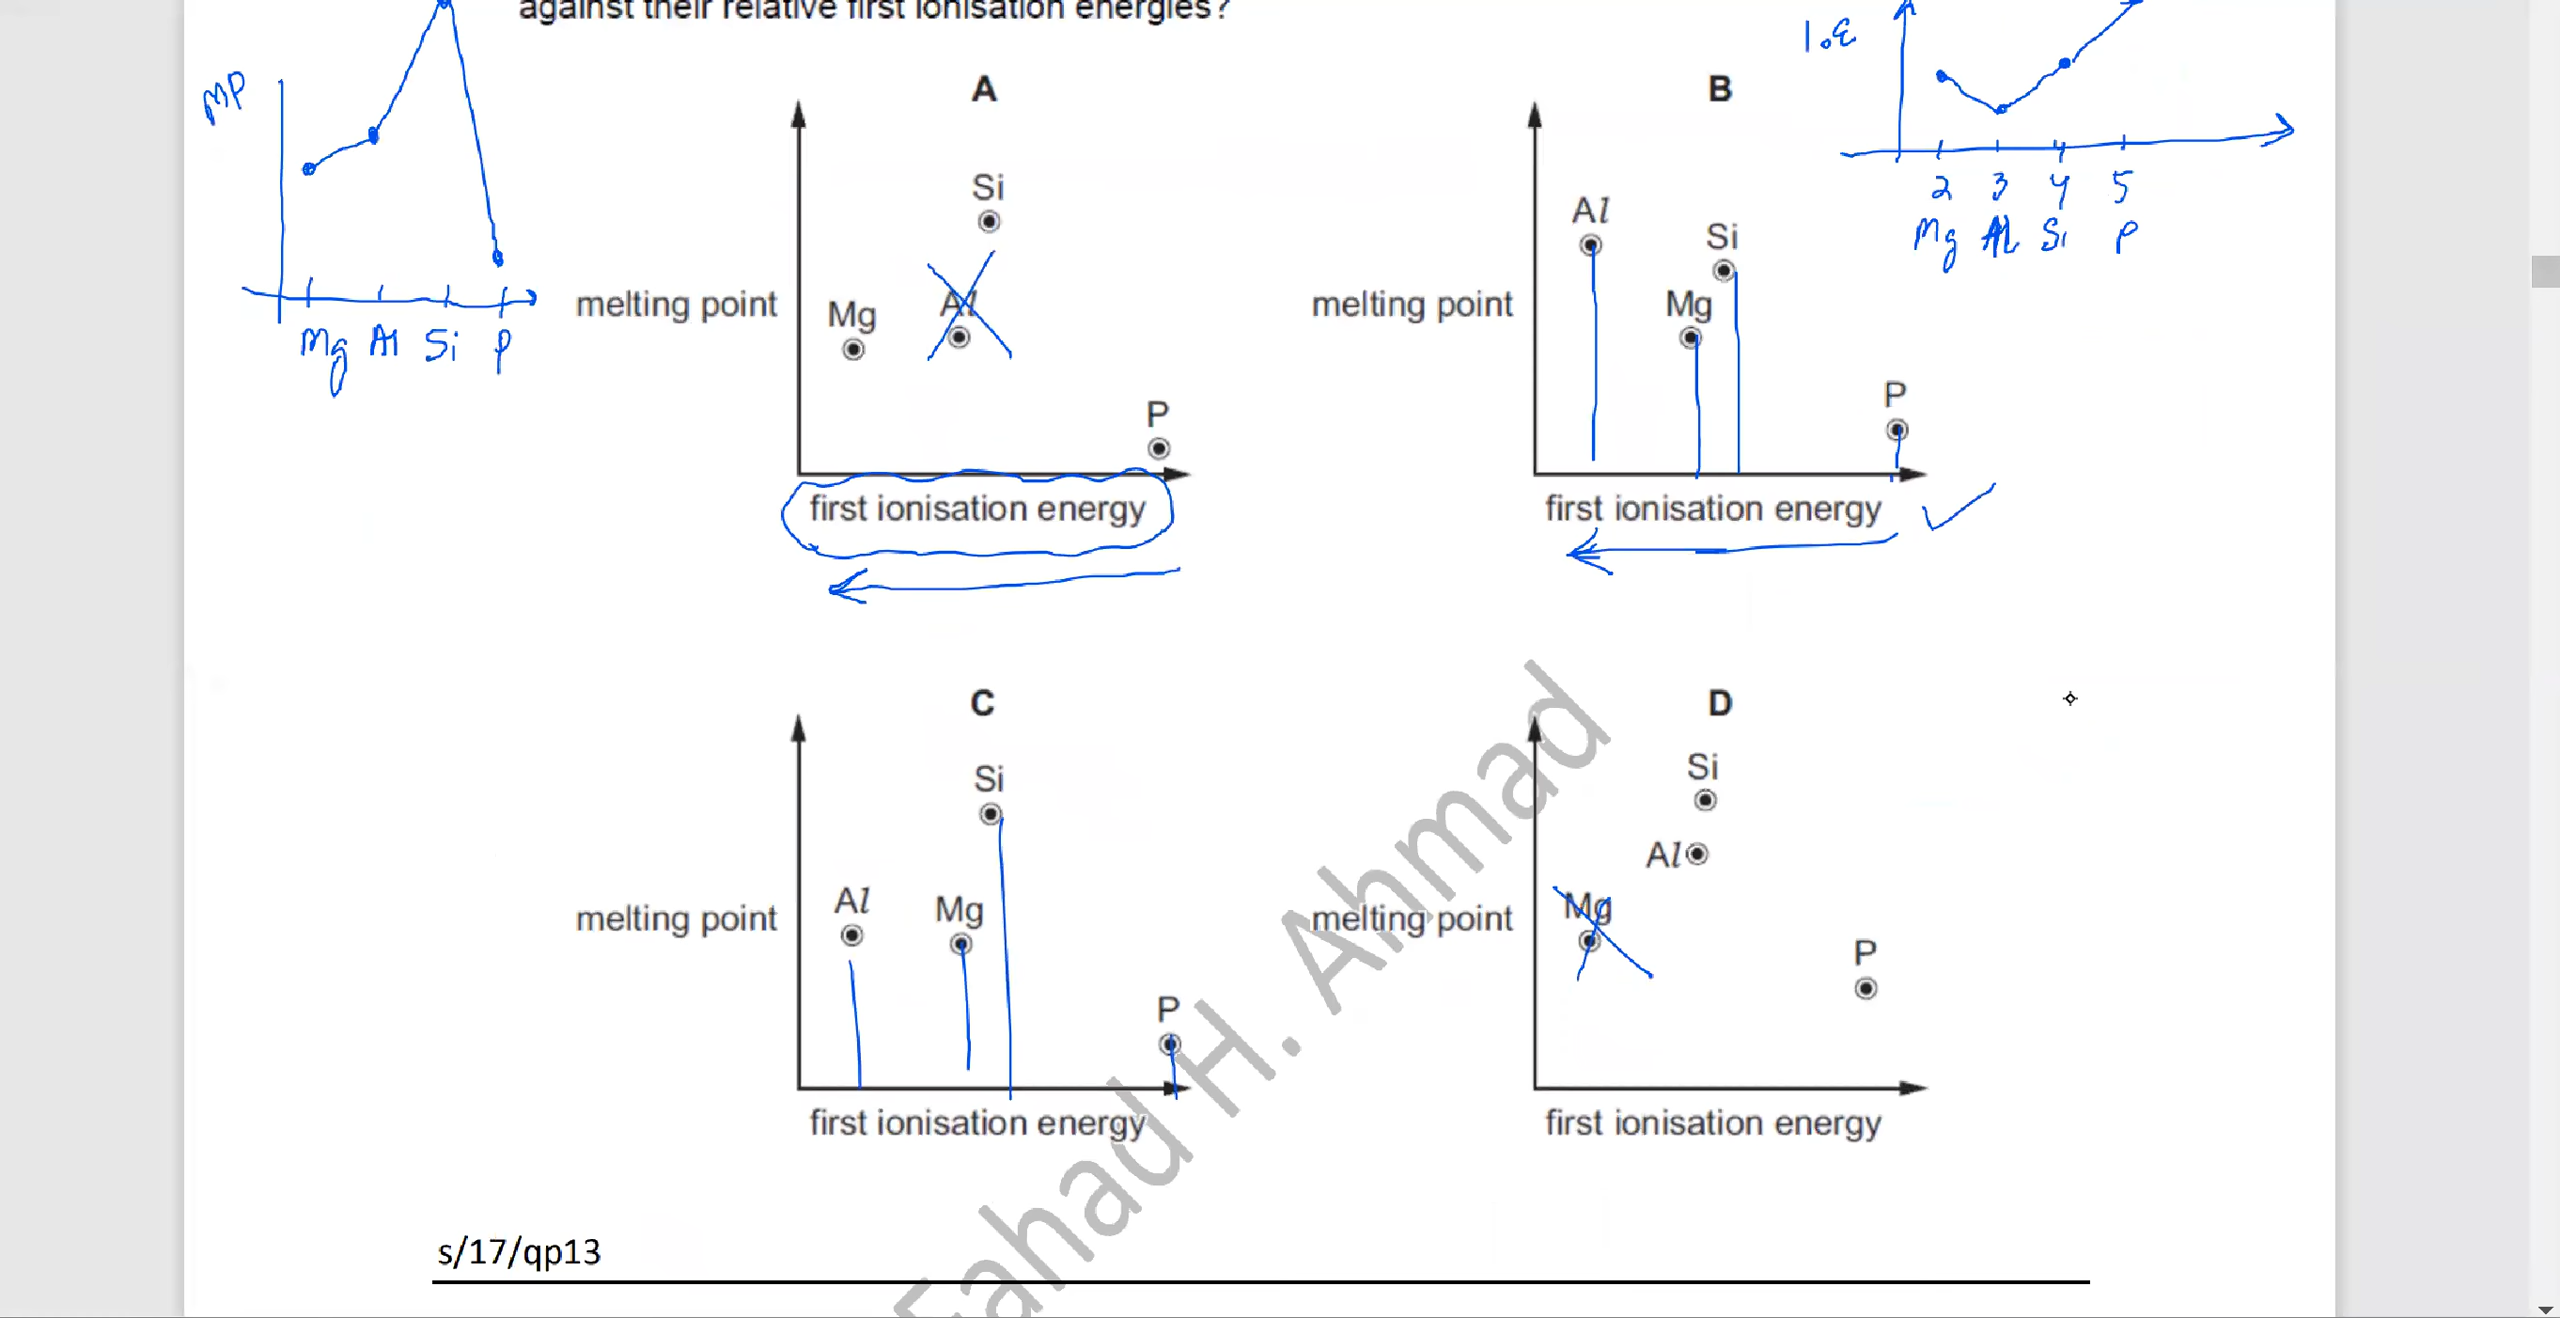 against their relative first ionisation energies?
MP
Mg Al Si P
A
Si
melting point
Mg
Al
P
first ionisation energy
I.E
2 3 4 5
Mg Al Si P
B
Al
Si
melting point
Mg
P
first ionisation energy
C
Si
Al
Mg
melting point
P
first ionisation energy
D
Si
Al
Mg
melting point
P
first ionisation energy
Fahad H. Ahmad
s/17/qp13